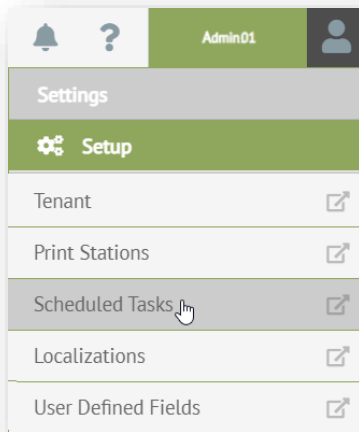 ?
Admin01
Settings
Setup
Tenant
Print Stations
Scheduled Tasks
Localizations
User Defined Fields